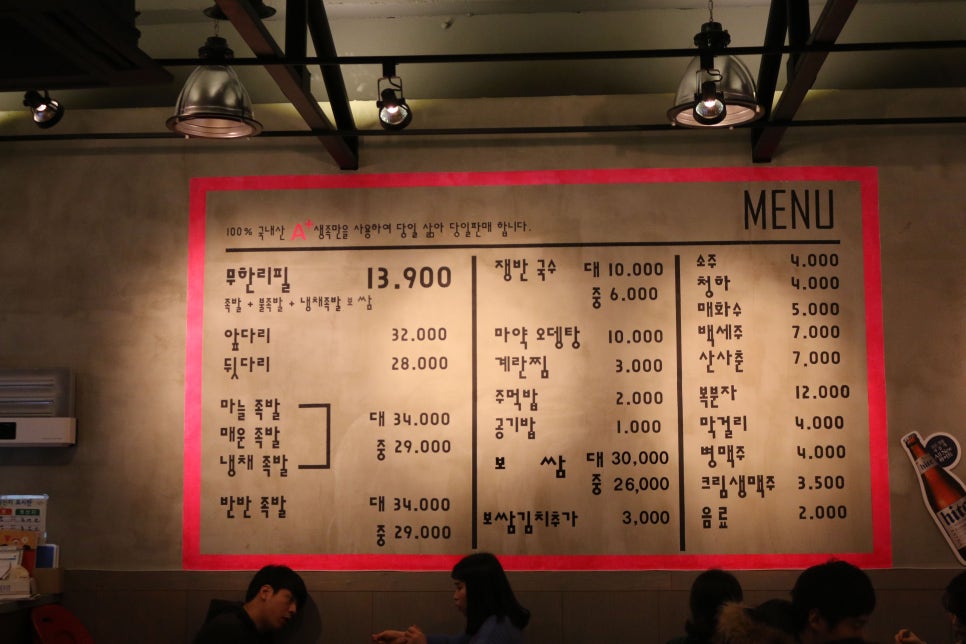 MENU
100% 국내산 A+ 생족만을 사용하여 당일 삶아 당일판매 합니다.
무한리필 13.900
족발 + 불족발 + 냉채족발 보쌈
앞다리 32.000
뒷다리 28.000
마늘 족발
매운 족발
냉채 족발
대 34.000
중 29.000
반반 족발 대 34.000
중 29.000
쟁반 국수 대 10.000
중 6.000
마약 오뎅탕 10.000
계란찜 3.000
주먹밥 2.000
공기밥 1.000
보 쌈 대 30,000
중 26,000
보쌈김치추가 3,000
소주 4.000
청하 4.000
매화수 5.000
백세주 7.000
산사춘 7,000
복분자 12.000
막걸리 4.000
병맥주 4.000
크림생맥주 3.500
음료 2.000
hite